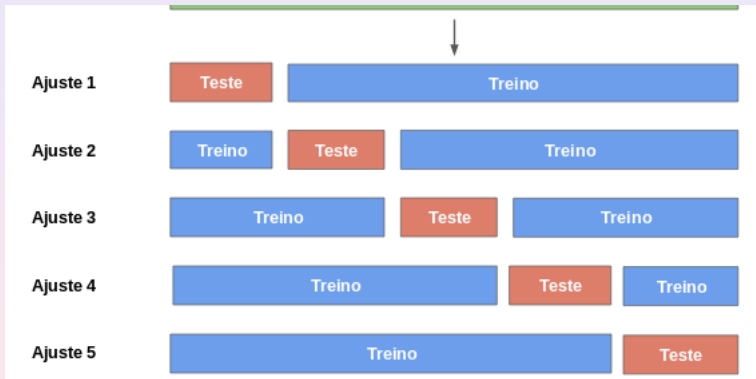 Ajuste 1 Teste Treino
Ajuste 2 Treino Teste Treino
Ajuste 3 Treino Teste Treino
Ajuste 4 Treino Teste Treino
Ajuste 5 Treino Teste